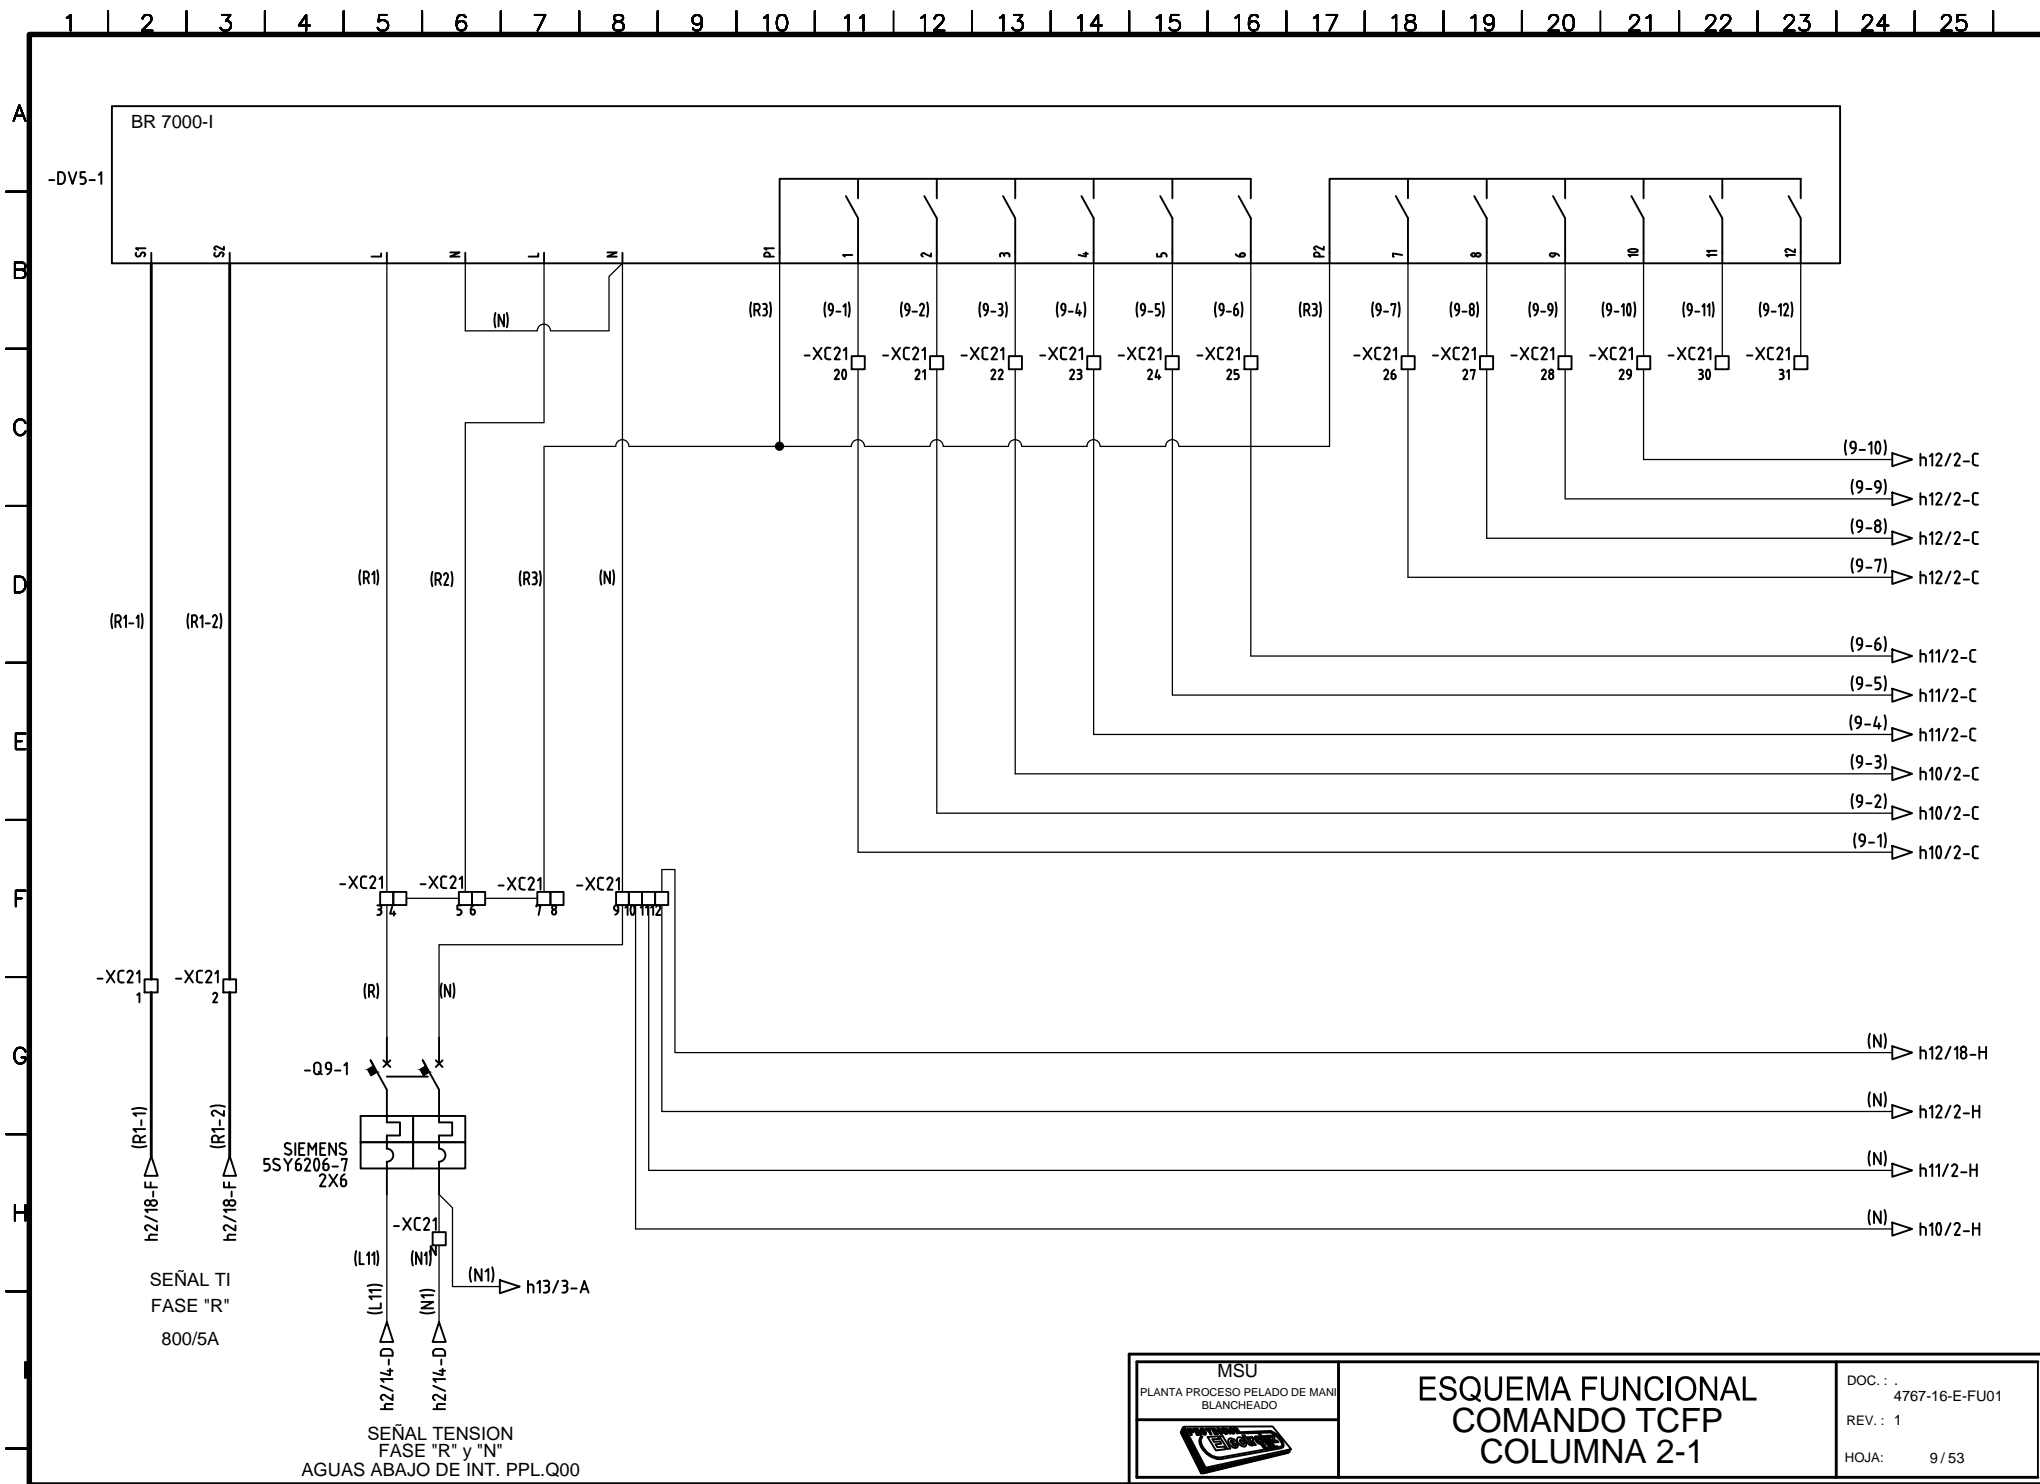 1 2 3 4 5 6 7 8 9 10 11 12 13 14 15 16 17 18 19 20 21 22 23 24 25
A
BR 7000-I
-DV5-1
S1 S2 L N L N P1 1 2 3 4 5 6 P2 7 8 9 10 11 12
B
(N) (R3) (9-1) (9-2) (9-3) (9-4) (9-5) (9-6) (R3) (9-7) (9-8) (9-9) (9-10) (9-11) (9-12)
-XC21 -XC21 -XC21 -XC21 -XC21 -XC21 -XC21 -XC21 -XC21 -XC21 -XC21 -XC21
20 21 22 23 24 25 26 27 28 29 30 31
C
(9-10) h12/2-C
(9-9) h12/2-C
(9-8) h12/2-C
(9-7) h12/2-C
D
(R1) (R2) (R3) (N)
(R1-1) (R1-2)
(9-6) h11/2-C
(9-5) h11/2-C
(9-4) h11/2-C
E
(9-3) h10/2-C
(9-2) h10/2-C
(9-1) h10/2-C
-XC21 -XC21 -XC21 -XC21
F
3 4 5 6 7 8 9 10 11 12
-XC21 -XC21
1 2
(R) (N)
G
(N) h12/18-H
-Q9-1
(R1-1) (R1-2)
(N) h12/2-H
SIEMENS
5SY6206-7
2X6
(N) h11/2-H
h2/18-F h2/18-F
H
-XC21
N
(N) h10/2-H
(L11) (N1)
(N1) h13/3-A
SEÑAL TI
FASE "R"
800/5A
(L11) (N1)
h2/14-D h2/14-D
I
SEÑAL TENSION
FASE "R" y "N"
AGUAS ABAJO DE INT. PPL.Q00
MSU
PLANTA PROCESO PELADO DE MANI
BLANCHEADO
ESQUEMA FUNCIONAL
COMANDO TCFP
COLUMNA 2-1
DOC. : .
4767-16-E-FU01
REV. : 1
HOJA: 9 / 53